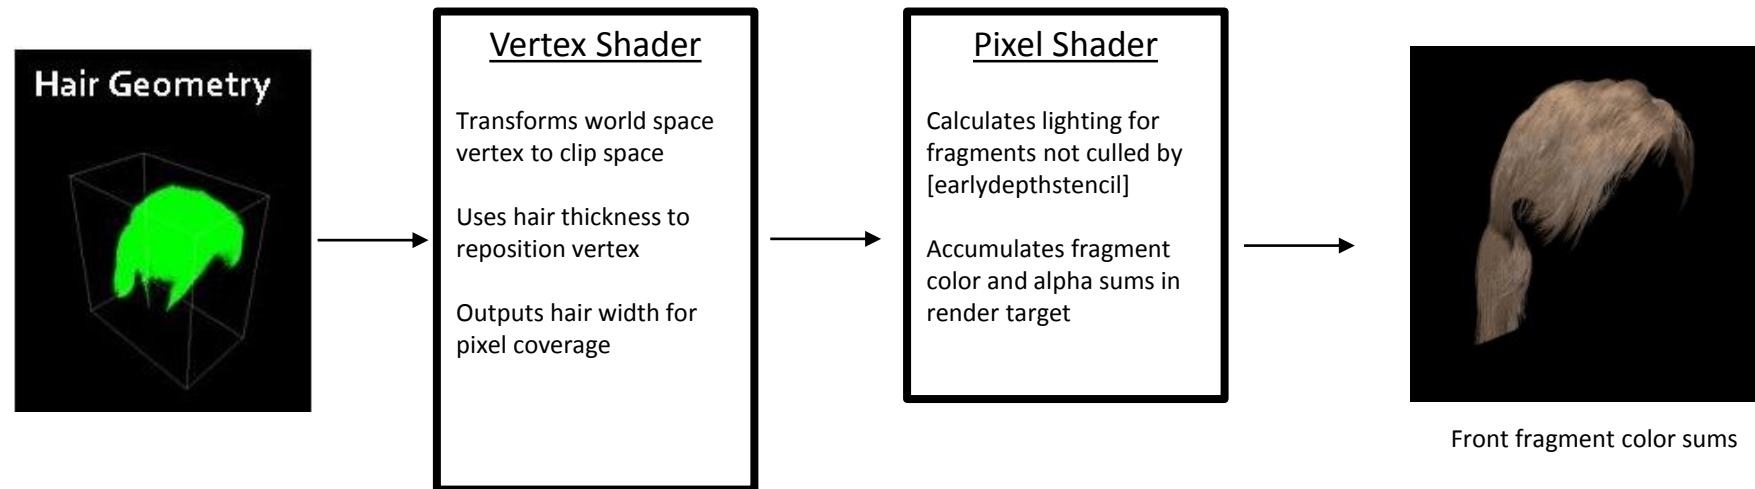 Hair Geometry
Vertex Shader
Transforms world space
vertex to clip space
Uses hair thickness to
reposition vertex
Outputs hair width for
pixel coverage
Pixel Shader
Calculates lighting for
fragments not culled by
[earlydepthstencil]
Accumulates fragment
color and alpha sums in
render target
Front fragment color sums